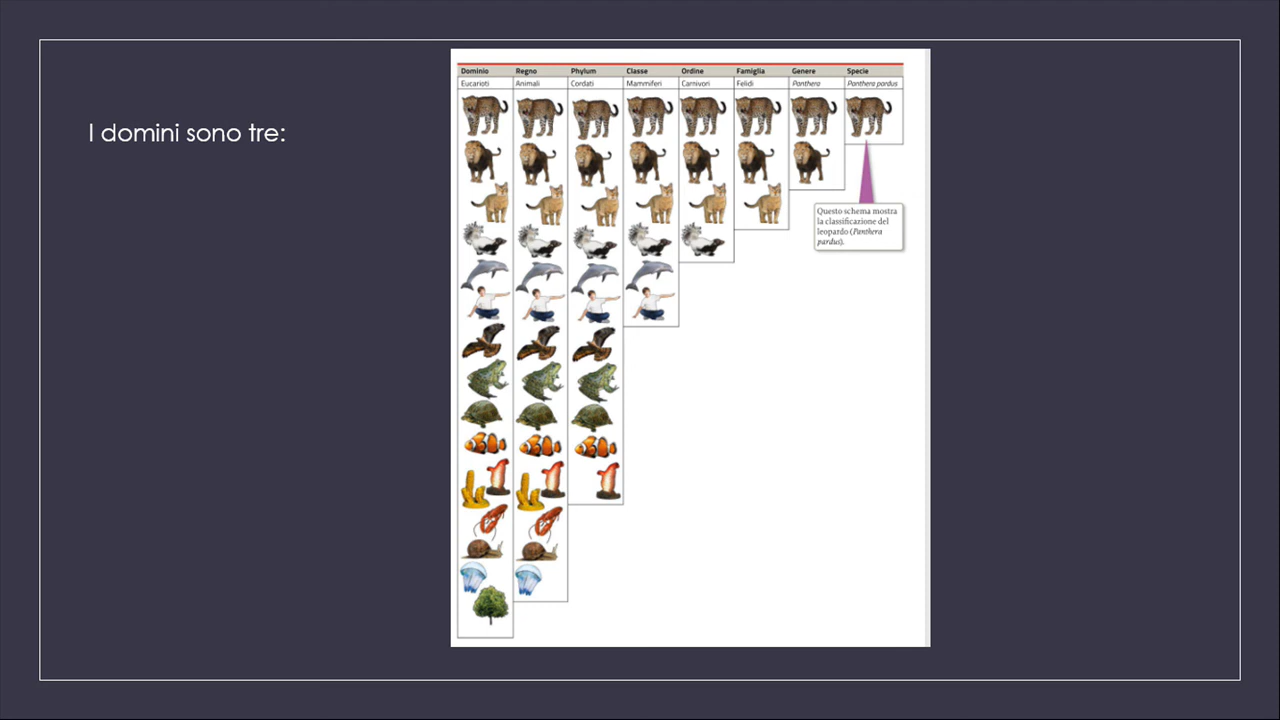 I domini sono tre:
Dominio Regno Phylum Classe Ordine Famiglia Genere Specie
Eucarioti Animali Cordati Mammiferi Carnivori Felidi Panthera Panthera pardus
Questo schema mostra
la classificazione del
leopardo (Panthera
pardus).